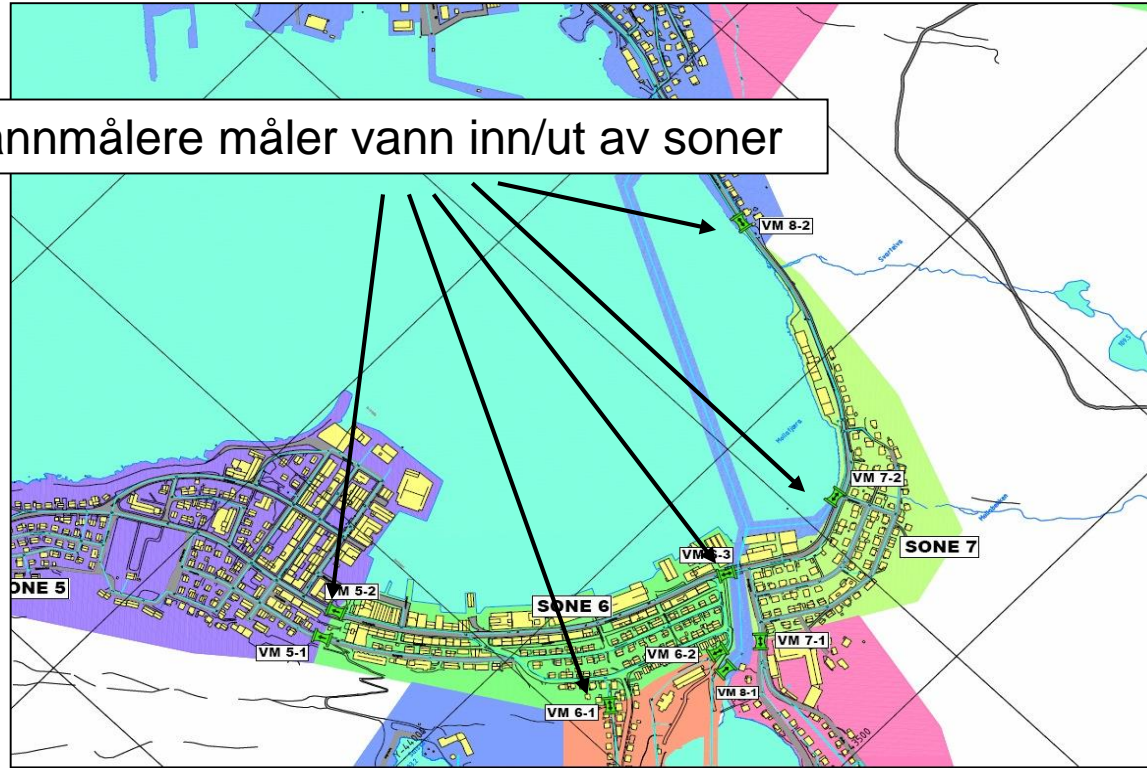 annmålere måler vann inn/ut av soner
VM 8-2
Svartelva
VM 7-2
SONE 7
VM 6-3
ONE 5
VM 5-2
SONE 6
VM 5-1
VM 6-2
VM 7-1
VM 8-1
VM 6-1